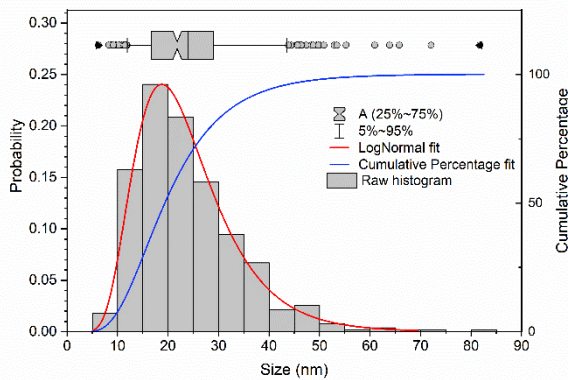 0.30
0.25
0.20
0.15
0.10
0.05
0.00
Probability
100
50
0
Cumulative Percentage
A (25%~75%)
5%~95%
LogNormal fit
Cumulative Percentage fit
Raw histogram
0 10 20 30 40 50 60 70 80 90
Size (nm)